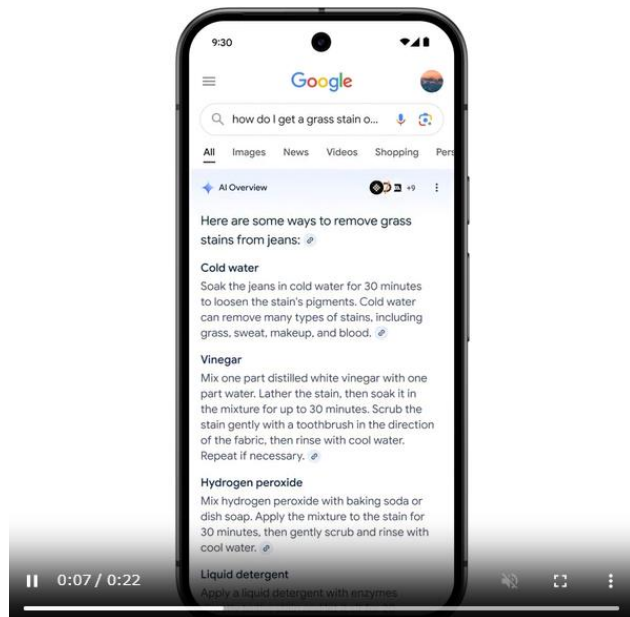 9:30
Google
how do I get a grass stain o...
All Images News Videos Shopping Pers
AI Overview +9
Here are some ways to remove grass
stains from jeans:
Cold water
Soak the jeans in cold water for 30 minutes
to loosen the stain's pigments. Cold water
can remove many types of stains, including
grass, sweat, makeup, and blood.
Vinegar
Mix one part distilled white vinegar with one
part water. Lather the stain, then soak it in
the mixture for up to 30 minutes. Scrub the
stain gently with a toothbrush in the direction
of the fabric, then rinse with cool water.
Repeat if necessary.
Hydrogen peroxide
Mix hydrogen peroxide with baking soda or
dish soap. Apply the mixture to the stain for
30 minutes, then gently scrub and rinse with
cool water.
0:07 / 0:22
Liquid detergent
Apply a liquid detergent with enzymes